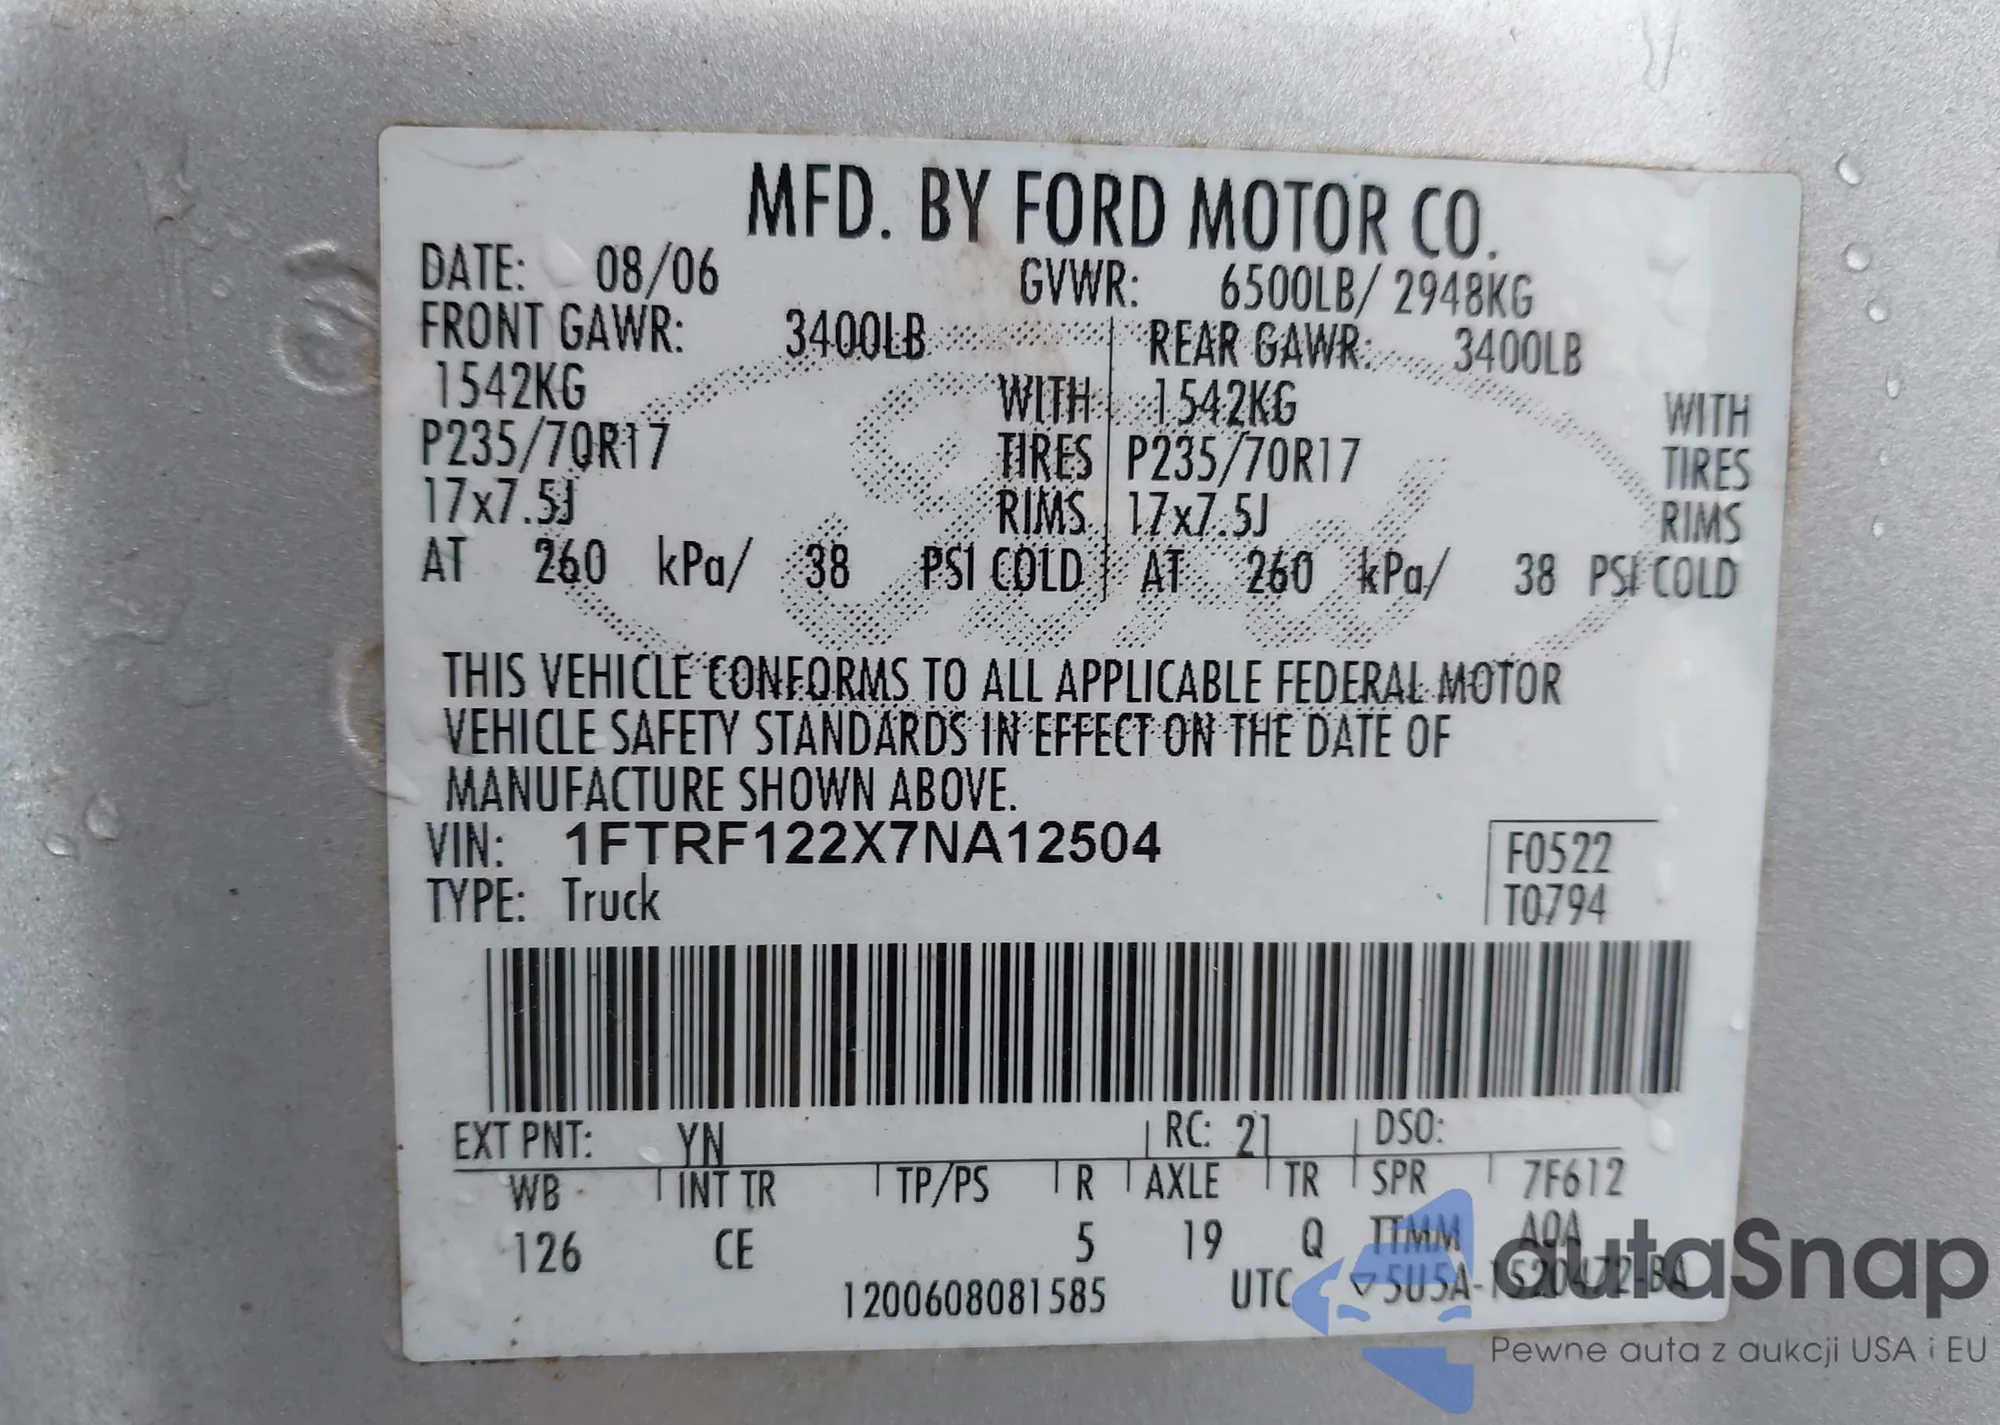 MFD. BY FORD MOTOR CO.
DATE: 08/06 GVWR: 6500LB/ 2948KG
FRONT GAWR: 3400LB REAR GAWR: 3400LB
1542KG WITH 1542KG WITH
P235/70R17 TIRES P235/70R17 TIRES
17x7.5J RIMS 17x7.5J RIMS
AT 260 kPa/ 38 PSI COLD AT 260 kPa/ 38 PSI COLD
THIS VEHICLE CONFORMS TO ALL APPLICABLE FEDERAL MOTOR
VEHICLE SAFETY STANDARDS IN EFFECT ON THE DATE OF
MANUFACTURE SHOWN ABOVE.
VIN: 1FTRF122X7NA12504 F0522
TYPE: Truck T0794
EXT PNT: YN RC: 21 DSO:
WB INT TR TP/PS R AXLE TR SPR 7F612
126 CE 5 19 Q TTMM AOA
1200608081585 UTC ▽5U5A-1520472-BA
autaSnap
Pewne auta z aukcji USA i EU